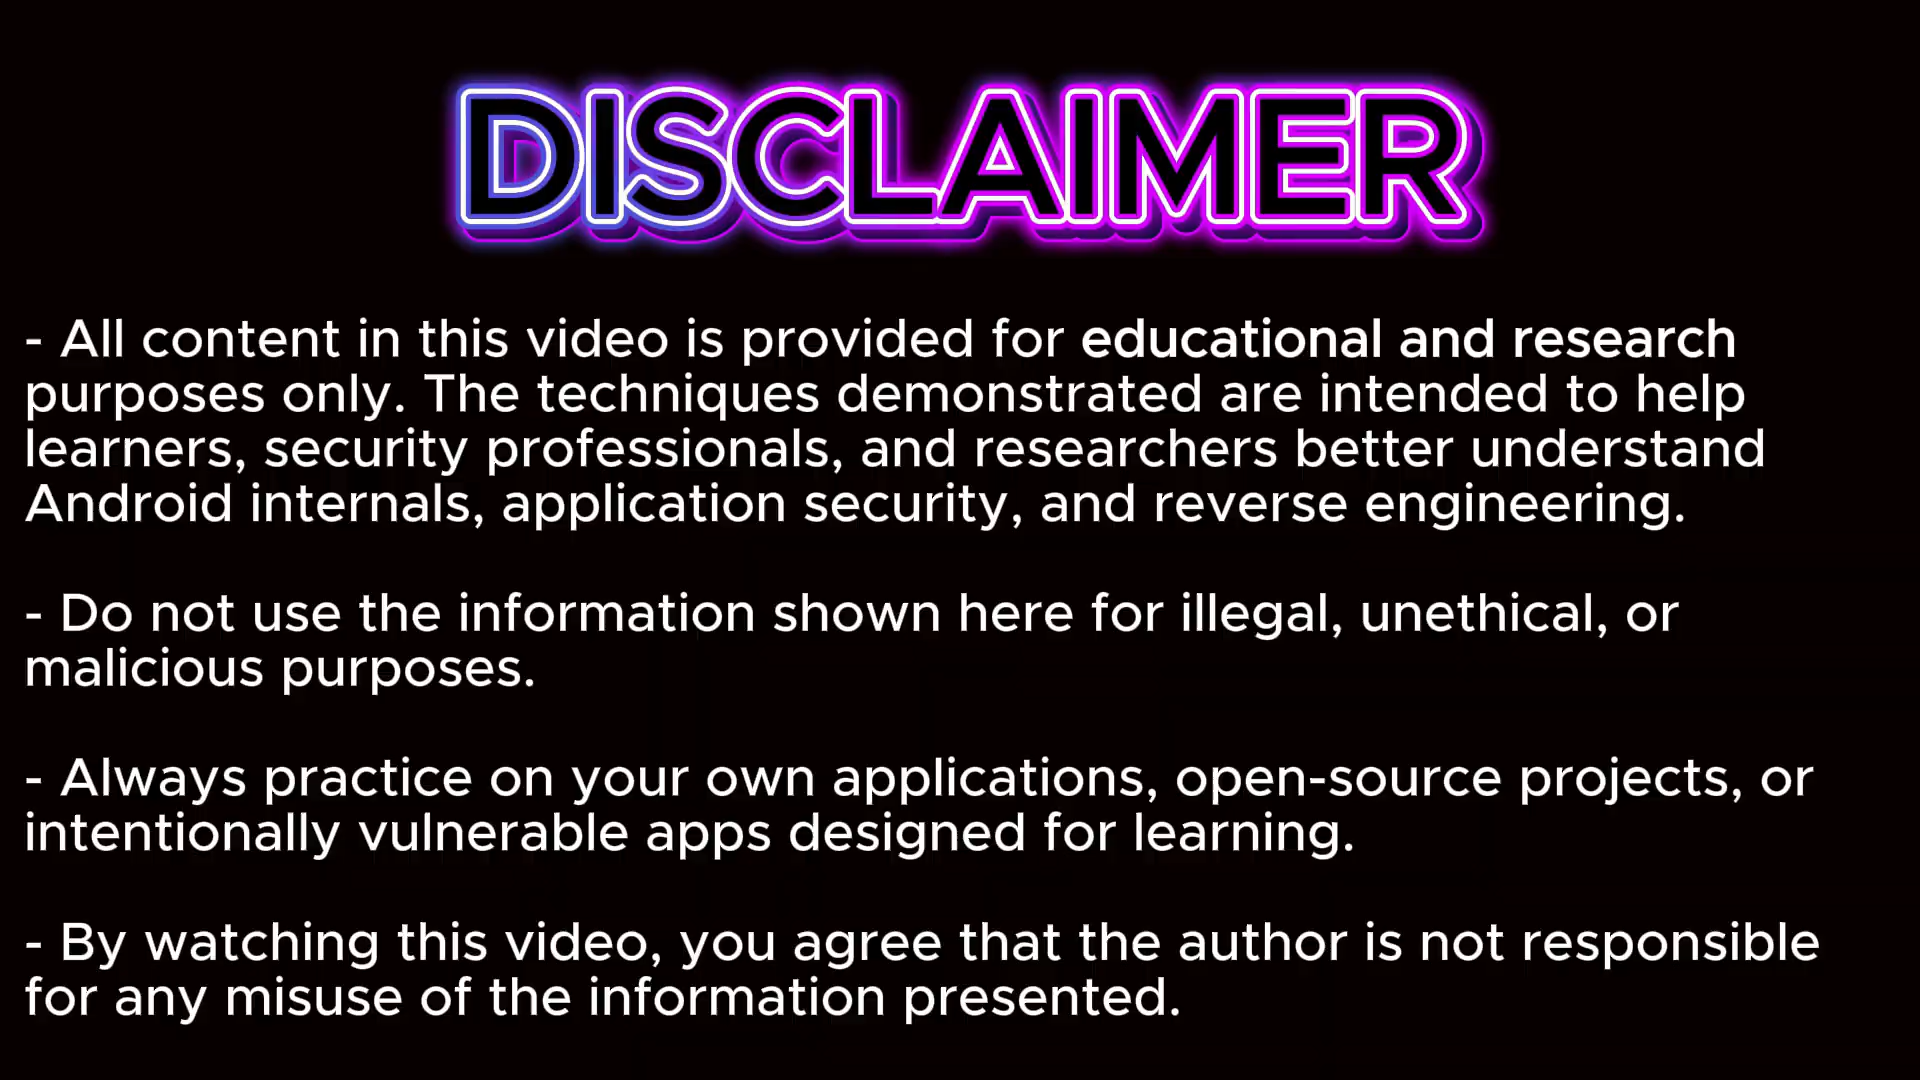 DISCLAIMER
- All content in this video is provided for educational and research
purposes only. The techniques demonstrated are intended to help
learners, security professionals, and researchers better understand
Android internals, application security, and reverse engineering.
- Do not use the information shown here for illegal, unethical, or
malicious purposes.
- Always practice on your own applications, open-source projects, or
intentionally vulnerable apps designed for learning.
- By watching this video, you agree that the author is not responsible
for any misuse of the information presented.